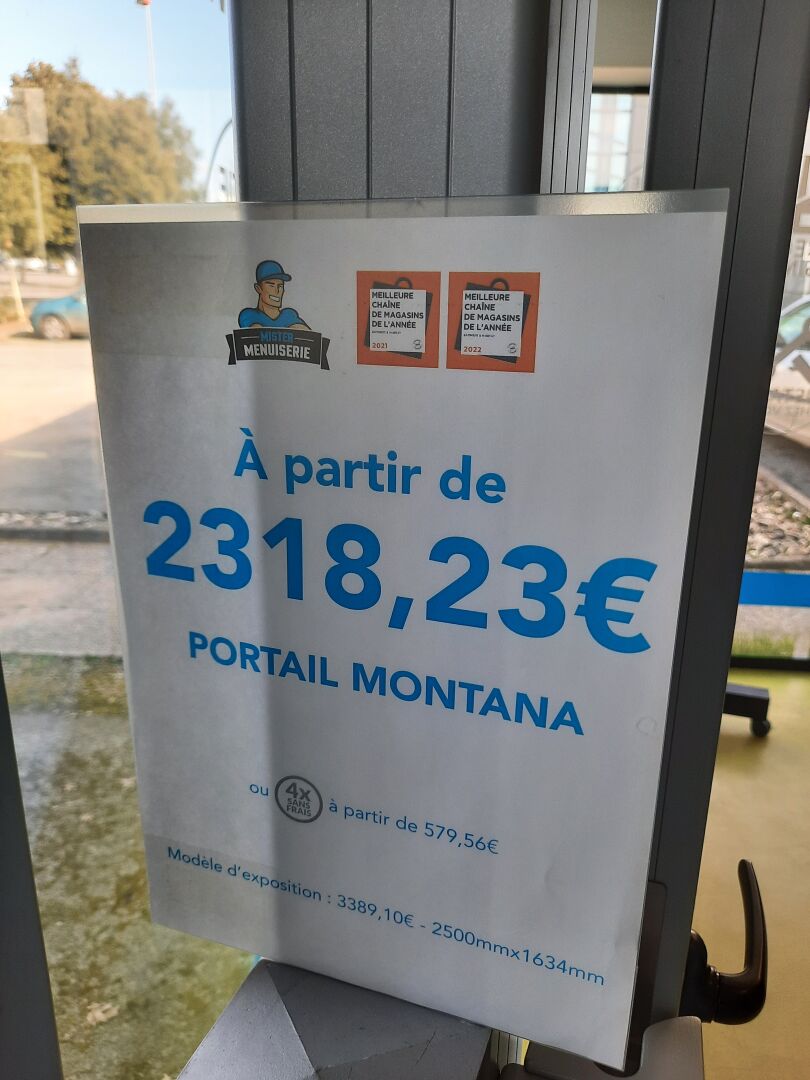 MISTER
MENUISERIE
MEILLEURE
CHAÎNE
DE MAGASINS
DE L'ANNÉE
2021
MEILLEURE
CHAÎNE
DE MAGASINS
DE L'ANNÉE
2022
À partir de
2318,23€
PORTAIL MONTANA
ou 4x SANS FRAIS à partir de 579,56€
Modèle d'exposition : 3389,10€ - 2500mmx1634mm